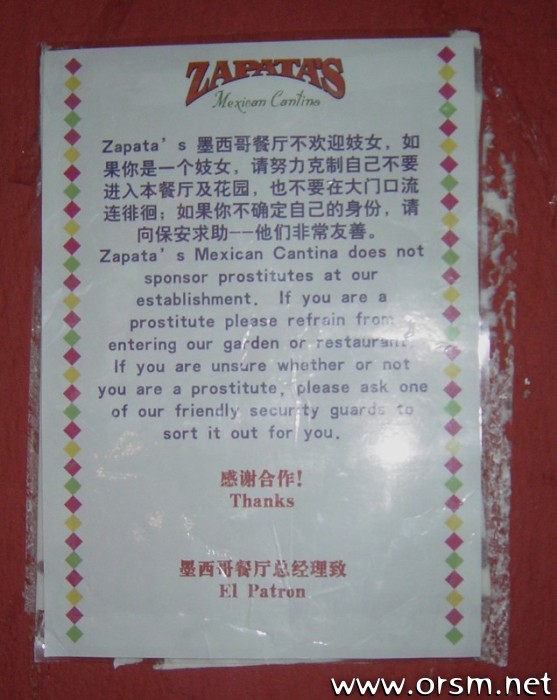 ZAPATA'S
Mexican Cantina
Zapata's 墨西哥餐厅不欢迎妓女，如
果你是一个妓女，请努力克制自己不要
进入本餐厅及花园，也不要在大门口流
连徘徊；如果你不确定自己的身份，请
向保安求助--他们非常友善。
Zapata's Mexican Cantina does not
sponsor prostitutes at our
establishment. If you are a
prostitute please refrain from
entering our garden or restaurant.
If you are unsure whether or not
you are a prostitute, please ask one
of our friendly security guards to
sort it out for you.
感谢合作!
Thanks
墨西哥餐厅总经理致
El Patron
www.orsm.net